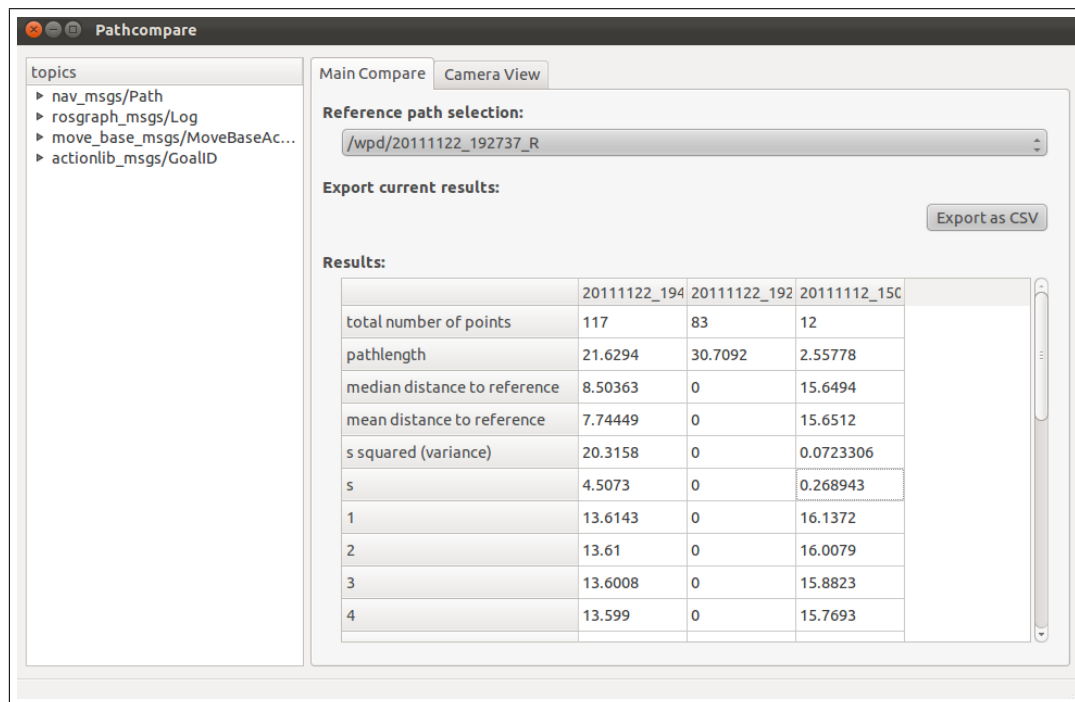 Pathcompare
topics
nav_msgs/Path
rosgraph_msgs/Log
move_base_msgs/MoveBaseAc...
actionlib_msgs/GoalID
Main Compare Camera View
Reference path selection:
/wpd/20111122_192737_R
Export current results:
Export as CSV
Results:
20111122_194 20111122_192 20111112_150
total number of points 117 83 12
pathlength 21.6294 30.7092 2.55778
median distance to reference 8.50363 0 15.6494
mean distance to reference 7.74449 0 15.6512
s squared (variance) 20.3158 0 0.0723306
s 4.5073 0 0.268943
1 13.6143 0 16.1372
2 13.61 0 16.0079
3 13.6008 0 15.8823
4 13.599 0 15.7693